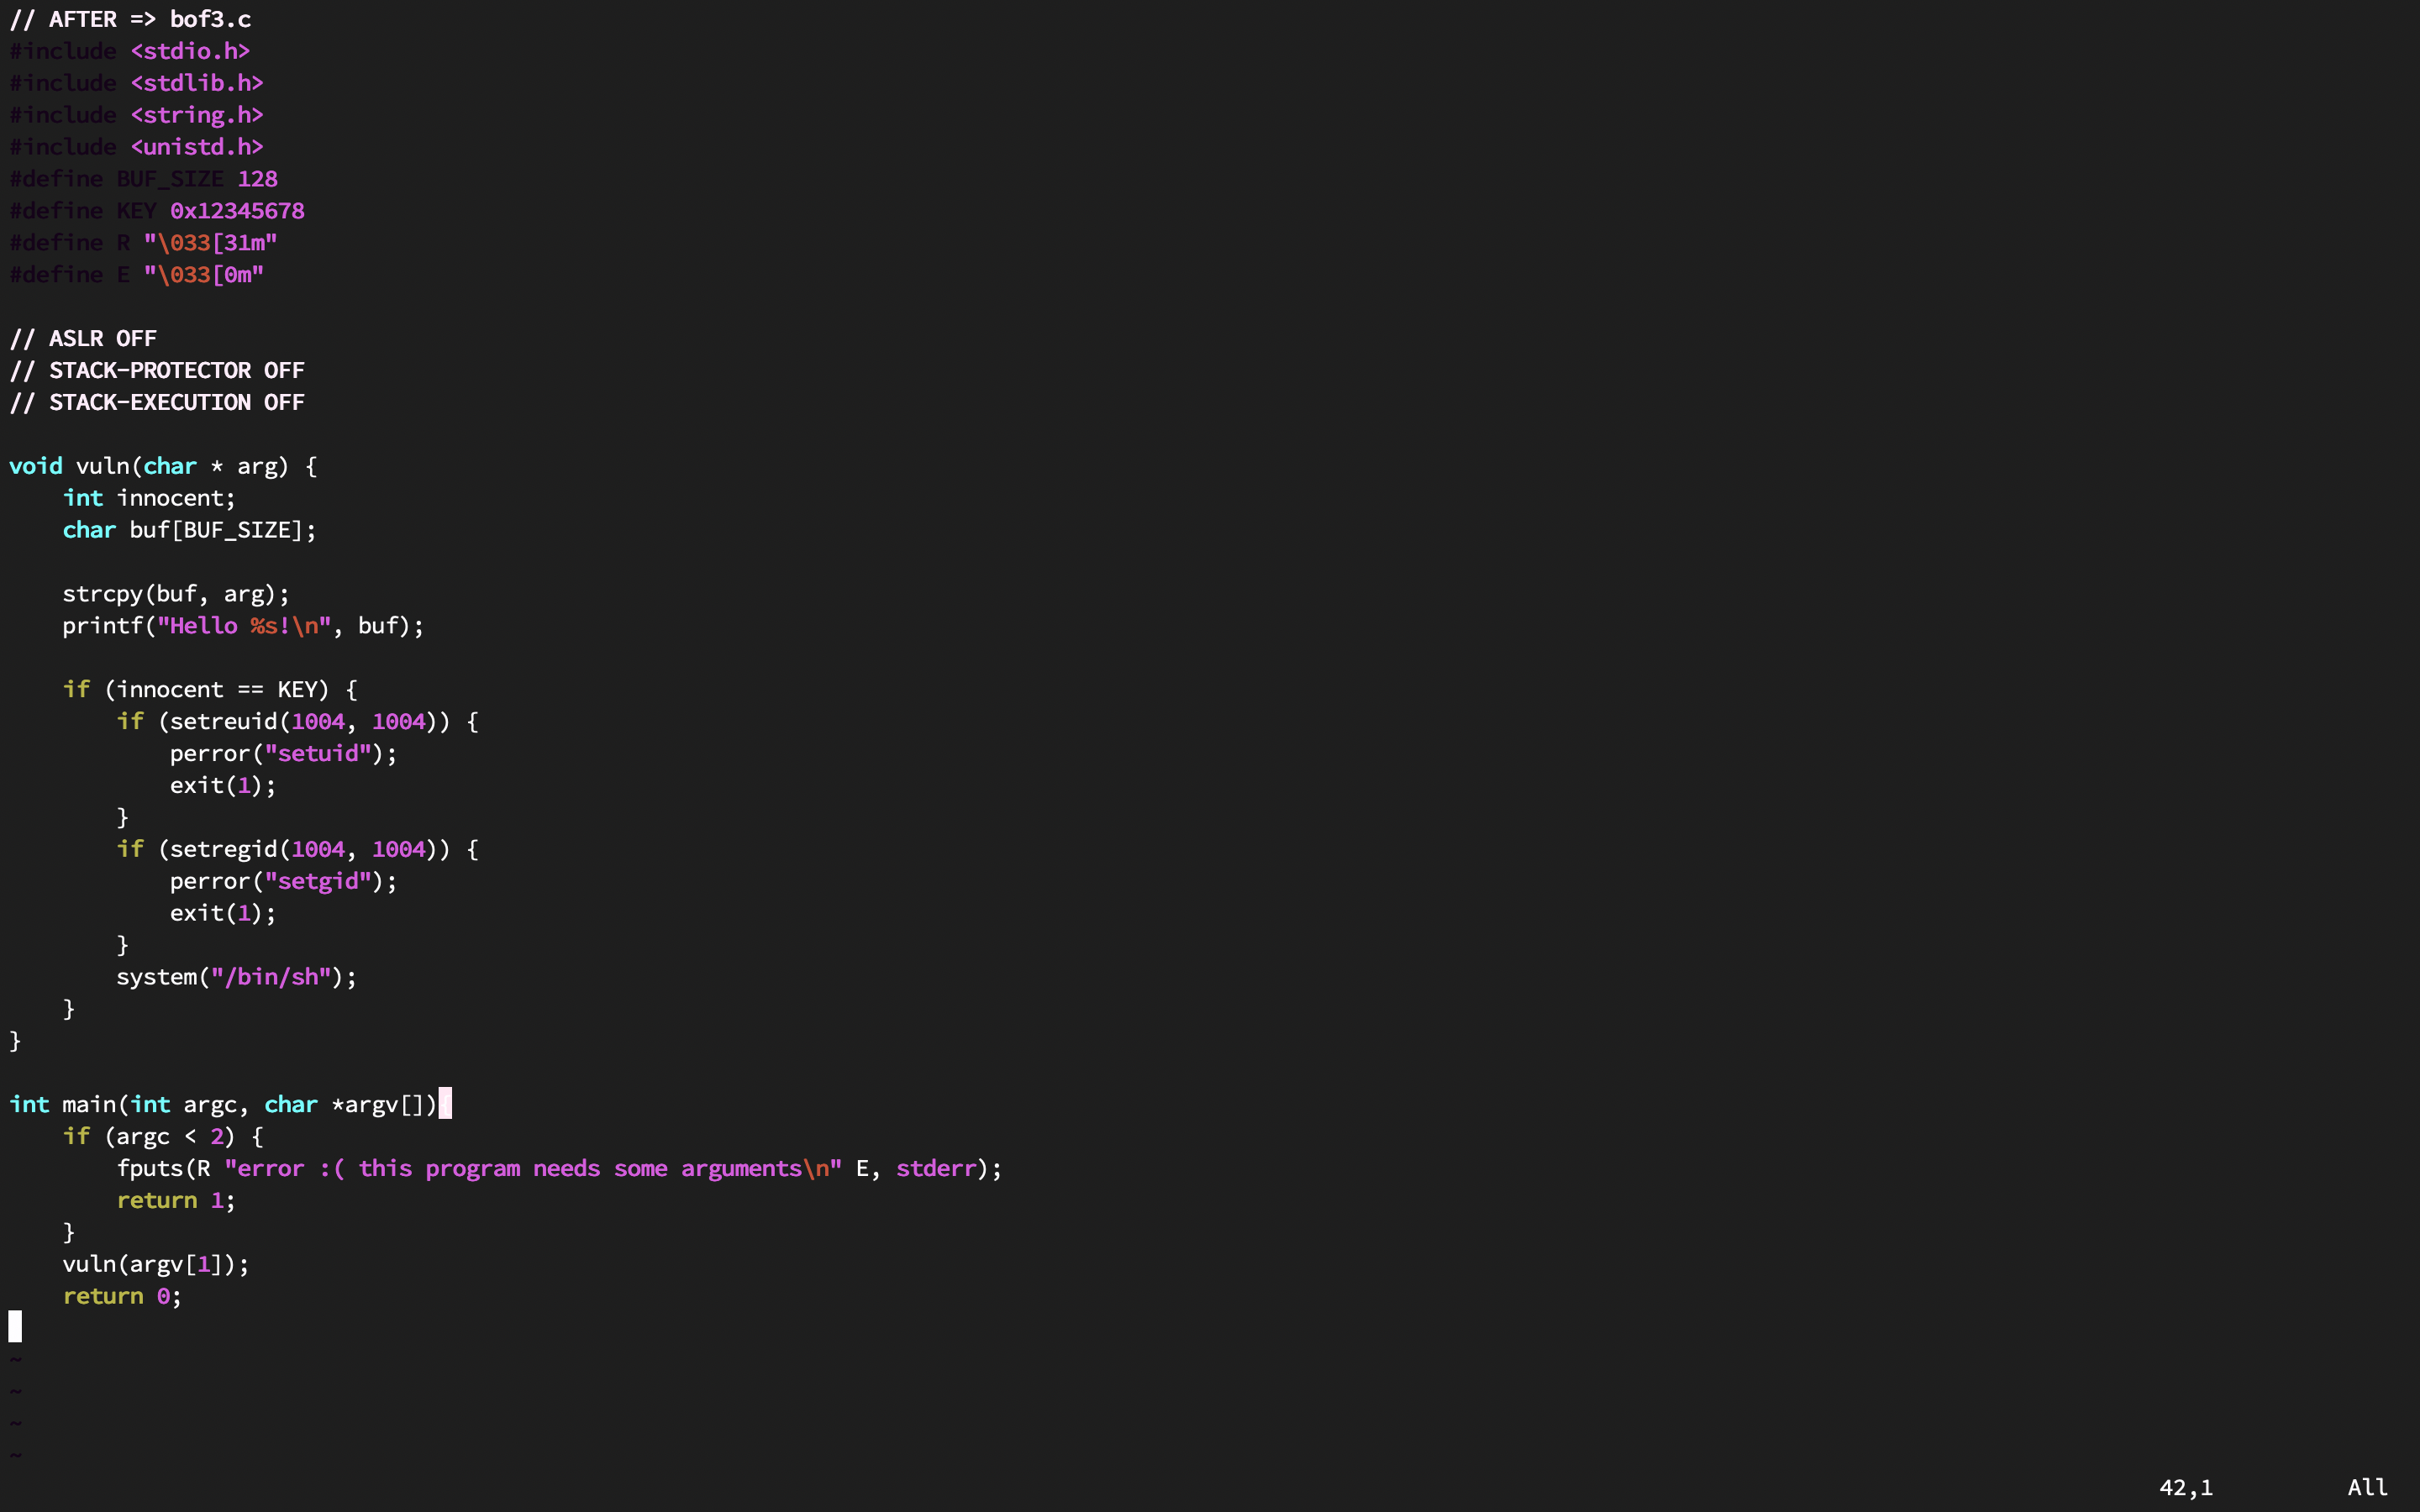 // AFTER => bof3.c
#include <stdio.h>
#include <stdlib.h>
#include <string.h>
#include <unistd.h>
#define BUF_SIZE 128
#define KEY 0x12345678
#define R "\033[31m"
#define E "\033[0m"

// ASLR OFF
// STACK-PROTECTOR OFF
// STACK-EXECUTION OFF

void vuln(char * arg) {
    int innocent;
    char buf[BUF_SIZE];

    strcpy(buf, arg);
    printf("Hello %s!\n", buf);

    if (innocent == KEY) {
        if (setreuid(1004, 1004)) {
            perror("setuid");
            exit(1);
        }
        if (setregid(1004, 1004)) {
            perror("setgid");
            exit(1);
        }
        system("/bin/sh");
    }
}

int main(int argc, char *argv[]){
    if (argc < 2) {
        fputs(R "error :( this program needs some arguments\n" E, stderr);
        return 1;
    }
    vuln(argv[1]);
    return 0;
~
~
~
~
42,1 All